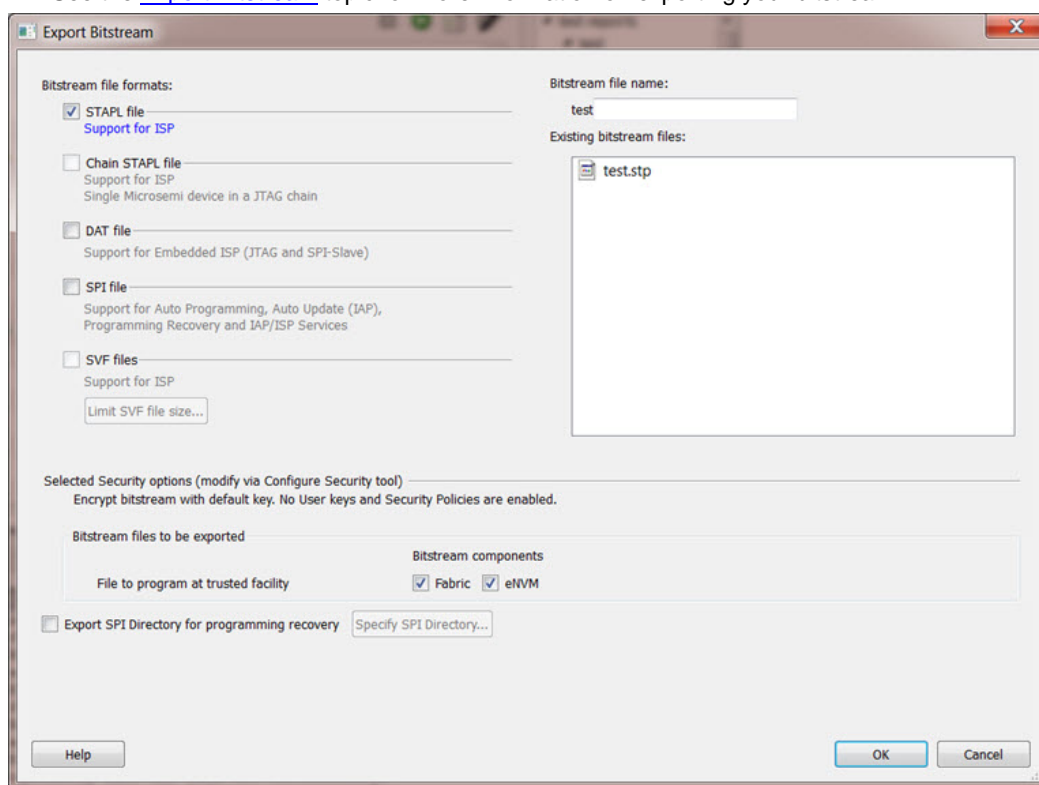 Export Bitstream
Bitstream file formats:
STAPL file
Support for ISP
Chain STAPL file
Support for ISP
Single Microsemi device in a JTAG chain
DAT file
Support for Embedded ISP (JTAG and SPI-Slave)
SPI file
Support for Auto Programming, Auto Update (IAP),
Programming Recovery and IAP/ISP Services
SVF files
Support for ISP
Limit SVF file size...
Bitstream file name:
test
Existing bitstream files:
test.stp
Selected Security options (modify via Configure Security tool)
Encrypt bitstream with default key. No User keys and Security Policies are enabled.
Bitstream files to be exported
Bitstream components
File to program at trusted facility Fabric eNVM
Export SPI Directory for programming recovery Specify SPI Directory...
Help OK Cancel